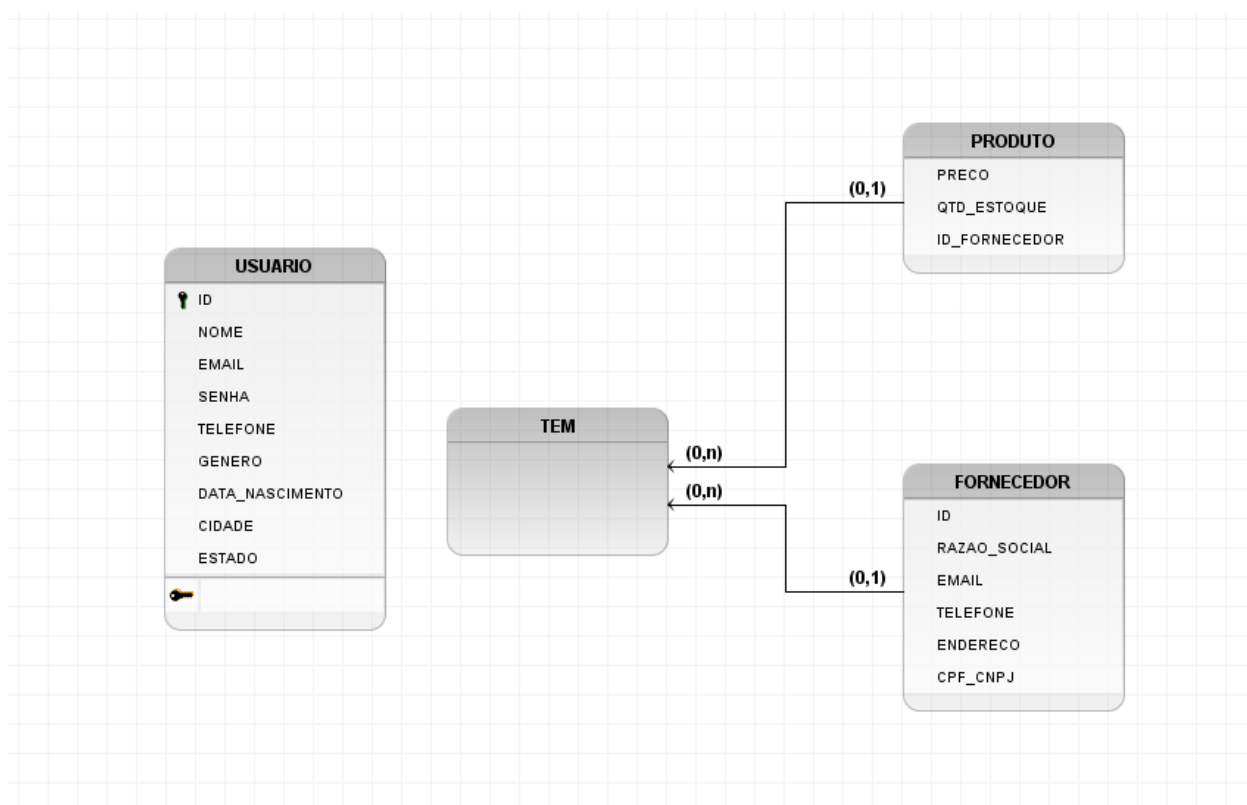 USUARIO
ID
NOME
EMAIL
SENHA
TELEFONE
GENERO
DATA_NASCIMENTO
CIDADE
ESTADO
TEM
(0,n)
(0,n)
(0,1)
(0,1)
PRODUTO
PRECO
QTD_ESTOQUE
ID_FORNECEDOR
FORNECEDOR
ID
RAZAO_SOCIAL
EMAIL
TELEFONE
ENDERECO
CPF_CNPJ